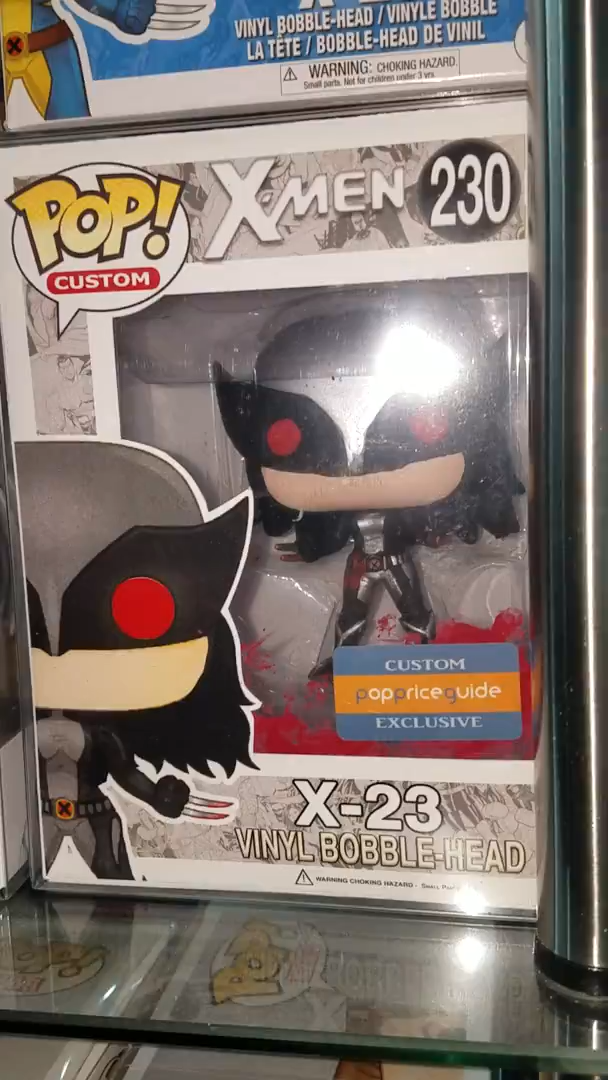 VINYL BOBBLE-HEAD / VINYLE BOBBLE
LA TÊTE / BOBBLE-HEAD DE VINIL
WARNING: CHOKING HAZARD.
Small parts. Not for children under 3 yrs.
POP!
CUSTOM
X-MEN
230
CUSTOM
poppriceguide
EXCLUSIVE
X-23
VINYL BOBBLE-HEAD
WARNING CHOKING HAZARD - Small